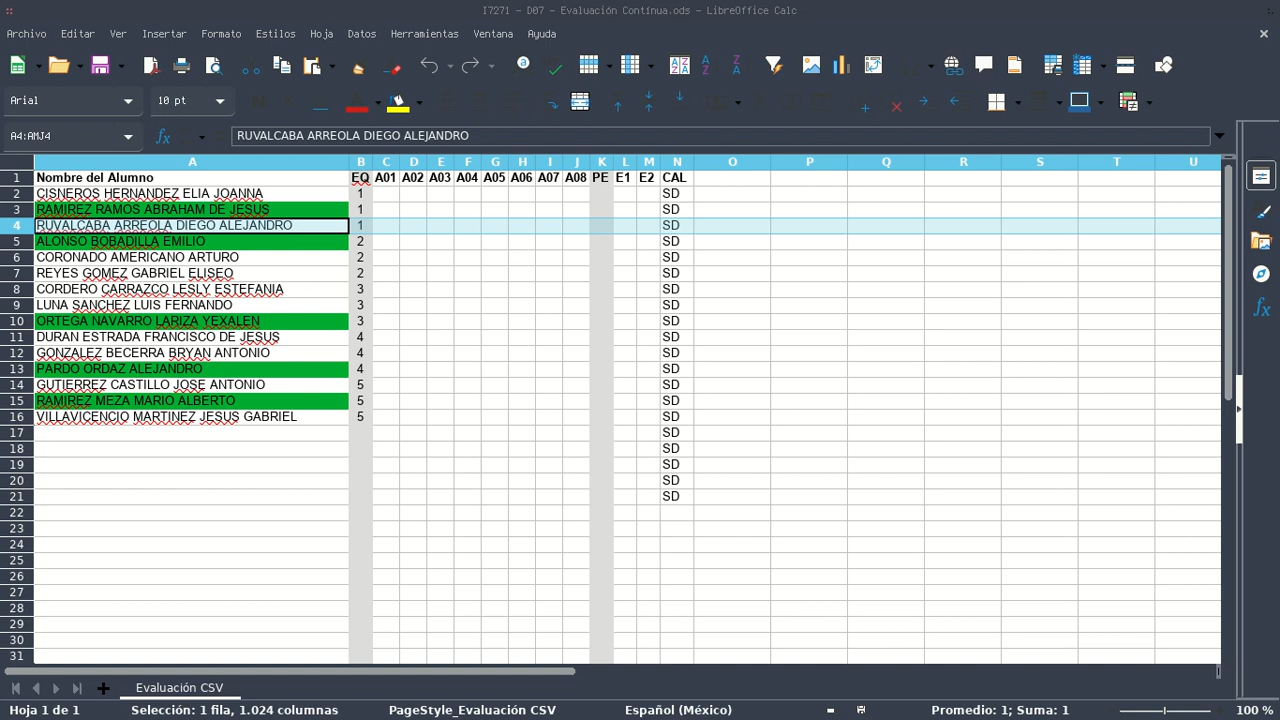 I7271 - D07 - Evaluación Contínua.ods - LibreOffice Calc
Archivo Editar Ver Insertar Formato Estilos Hoja Datos Herramientas Ventana Ayuda
Arial 10 pt
A4:AMJ4 RUVALCABA ARREOLA DIEGO ALEJANDRO
A B C D E F G H I J K L M N O P Q R S T U
1 Nombre del Alumno EQ A01 A02 A03 A04 A05 A06 A07 A08 PE E1 E2 CAL
2 CISNEROS HERNANDEZ ELIA JOANNA 1 SD
3 RAMIREZ RAMOS ABRAHAM DE JESUS 1 SD
4 RUVALCABA ARREOLA DIEGO ALEJANDRO 1 SD
5 ALONSO BOBADILLA EMILIO 2 SD
6 CORONADO AMERICANO ARTURO 2 SD
7 REYES GOMEZ GABRIEL ELISEO 2 SD
8 CORDERO CARRAZCO LESLY ESTEFANIA 3 SD
9 LUNA SANCHEZ LUIS FERNANDO 3 SD
10 ORTEGA NAVARRO LARIZA YEXALEN 3 SD
11 DURAN ESTRADA FRANCISCO DE JESUS 4 SD
12 GONZALEZ BECERRA BRYAN ANTONIO 4 SD
13 PARDO ORDAZ ALEJANDRO 4 SD
14 GUTIERREZ CASTILLO JOSE ANTONIO 5 SD
15 RAMIREZ MEZA MARIO ALBERTO 5 SD
16 VILLAVICENCIO MARTINEZ JESUS GABRIEL 5 SD
17 SD
18 SD
19 SD
20 SD
21 SD
22
23
24
25
26
27
28
29
30
31
Evaluación CSV
Hoja 1 de 1 Selección: 1 fila, 1.024 columnas PageStyle_Evaluación CSV Español (México) Promedio: 1; Suma: 1 100 %